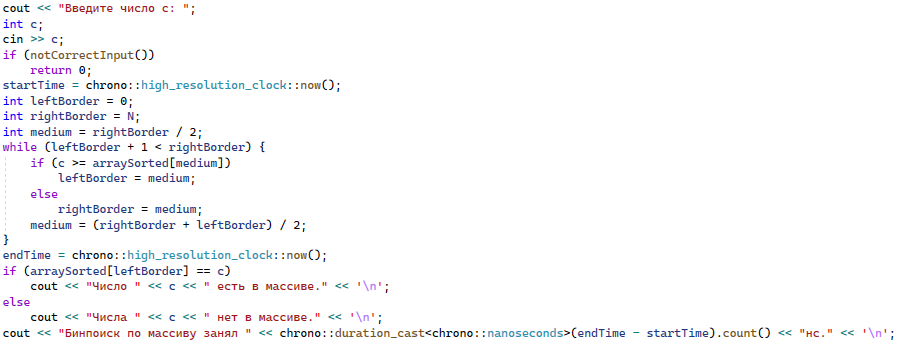 cout << "Введите число c: ";
int c;
cin >> c;
if (notCorrectInput())
    return 0;
startTime = chrono::high_resolution_clock::now();
int leftBorder = 0;
int rightBorder = N;
int medium = rightBorder / 2;
while (leftBorder + 1 < rightBorder) {
    if (c >= arraySorted[medium])
        leftBorder = medium;
    else
        rightBorder = medium;
    medium = (rightBorder + leftBorder) / 2;
}
endTime = chrono::high_resolution_clock::now();
if (arraySorted[leftBorder] == c)
    cout << "Число " << c << " есть в массиве." << '\n';
else
    cout << "Числа " << c << " нет в массиве." << '\n';
cout << "Бинпоиск по массиву занял " << chrono::duration_cast<chrono::nanoseconds>(endTime - startTime).count() << "нс." << '\n';